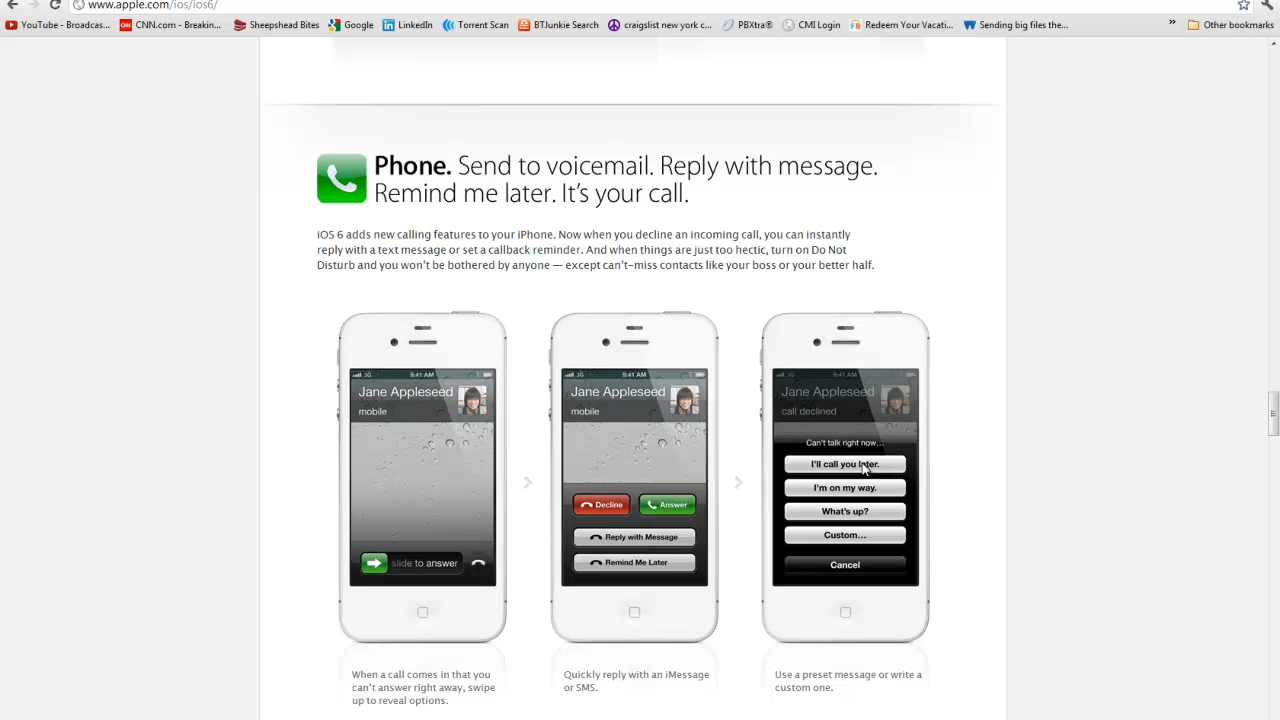 www.apple.com/ios/ios6/
YouTube - Broadcas... CNN.com - Breakin... Sheepshead Bites Google LinkedIn Torrent Scan BTJunkie Search craigslist new york c... PBXtra® CMI Login Redeem Your Vacati... Sending big files the... » Other bookmarks
Phone. Send to voicemail. Reply with message.
Remind me later. It's your call.
iOS 6 adds new calling features to your iPhone. Now when you decline an incoming call, you can instantly
reply with a text message or set a callback reminder. And when things are just too hectic, turn on Do Not
Disturb and you won't be bothered by anyone — except can't-miss contacts like your boss or your better half.
3G 9:41 AM
Jane Appleseed
mobile
slide to answer
3G 9:41 AM
Jane Appleseed
mobile
Decline Answer
Reply with Message
Remind Me Later
3G 9:41 AM
Jane Appleseed
call declined
Can't talk right now...
I'll call you later.
I'm on my way.
What's up?
Custom...
Cancel
When a call comes in that you
can't answer right away, swipe
up to reveal options.
Quickly reply with an iMessage
or SMS.
Use a preset message or write a
custom one.